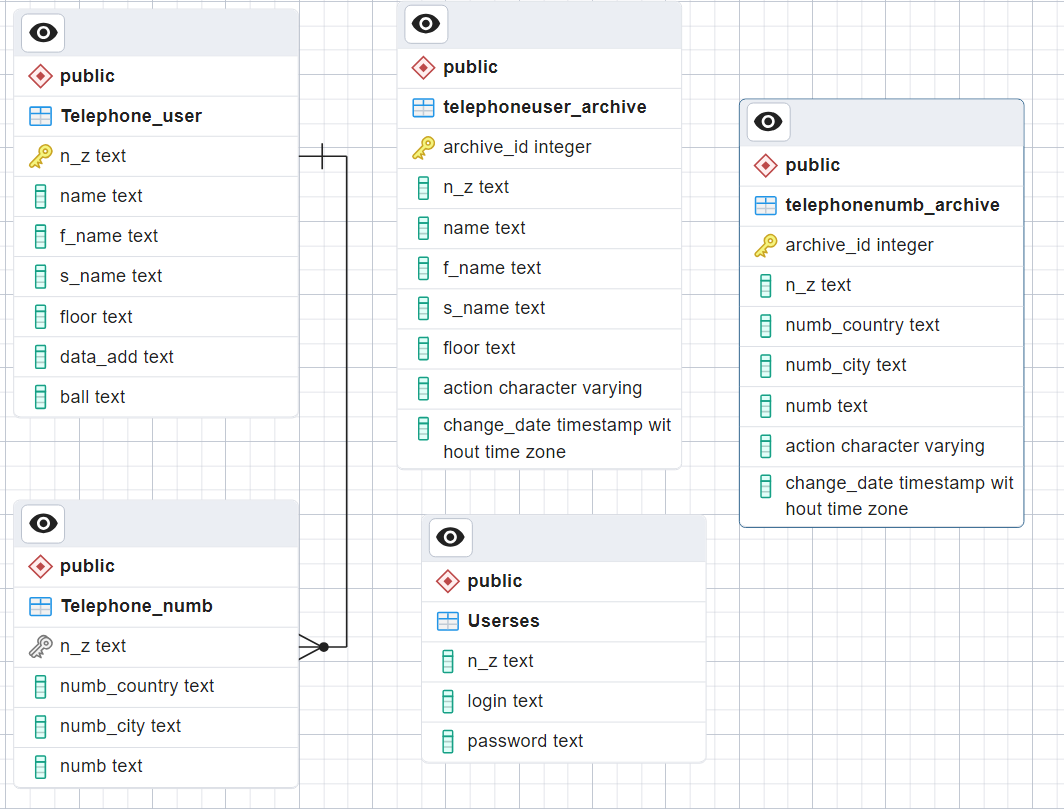 public
Telephone_user
n_z text
name text
f_name text
s_name text
floor text
data_add text
ball text
public
telephoneuser_archive
archive_id integer
n_z text
name text
f_name text
s_name text
floor text
action character varying
change_date timestamp wit
hout time zone
public
telephonenumb_archive
archive_id integer
n_z text
numb_country text
numb_city text
numb text
action character varying
change_date timestamp wit
hout time zone
public
Telephone_numb
n_z text
numb_country text
numb_city text
numb text
public
Userses
n_z text
login text
password text